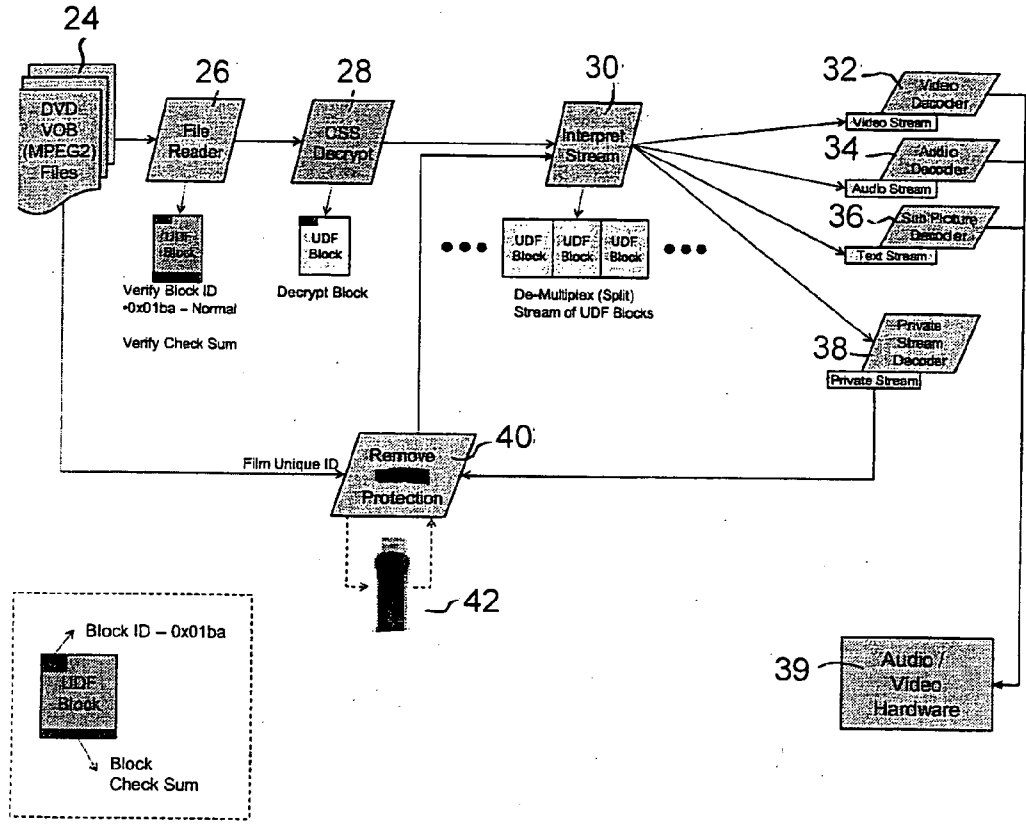 24
DVD
VOB
(MPEG2)
Files
26
File
Reader
28
CSS
Decrypt
30
Interpret
Stream
32
Video
Decoder
Video Stream
34
Audio
Decoder
Audio Stream
36
Sub Picture
Decoder
Text Stream
38
Private
Stream
Decoder
Private Stream
UDF
Block
Verify Block ID
•0x01ba – Normal
Verify Check Sum
UDF
Block
Decrypt Block
UDF
Block
UDF
Block
UDF
Block
De-Multiplex (Split)
Stream of UDF Blocks
Film Unique ID
40
Remove
Protection
42
39
Audio /
Video
Hardware
Block ID – 0x01ba
UDF
Block
Block
Check Sum